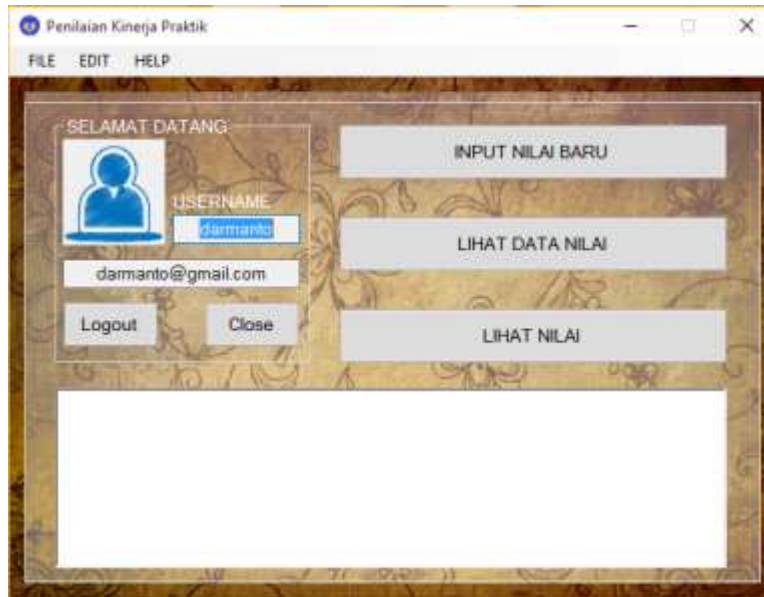 Penilaian Kinerja Praktik
FILE EDIT HELP
SELAMAT DATANG
USERNAME
darmanto
darmanto@gmail.com
Logout Close
INPUT NILAI BARU
LIHAT DATA NILAI
LIHAT NILAI